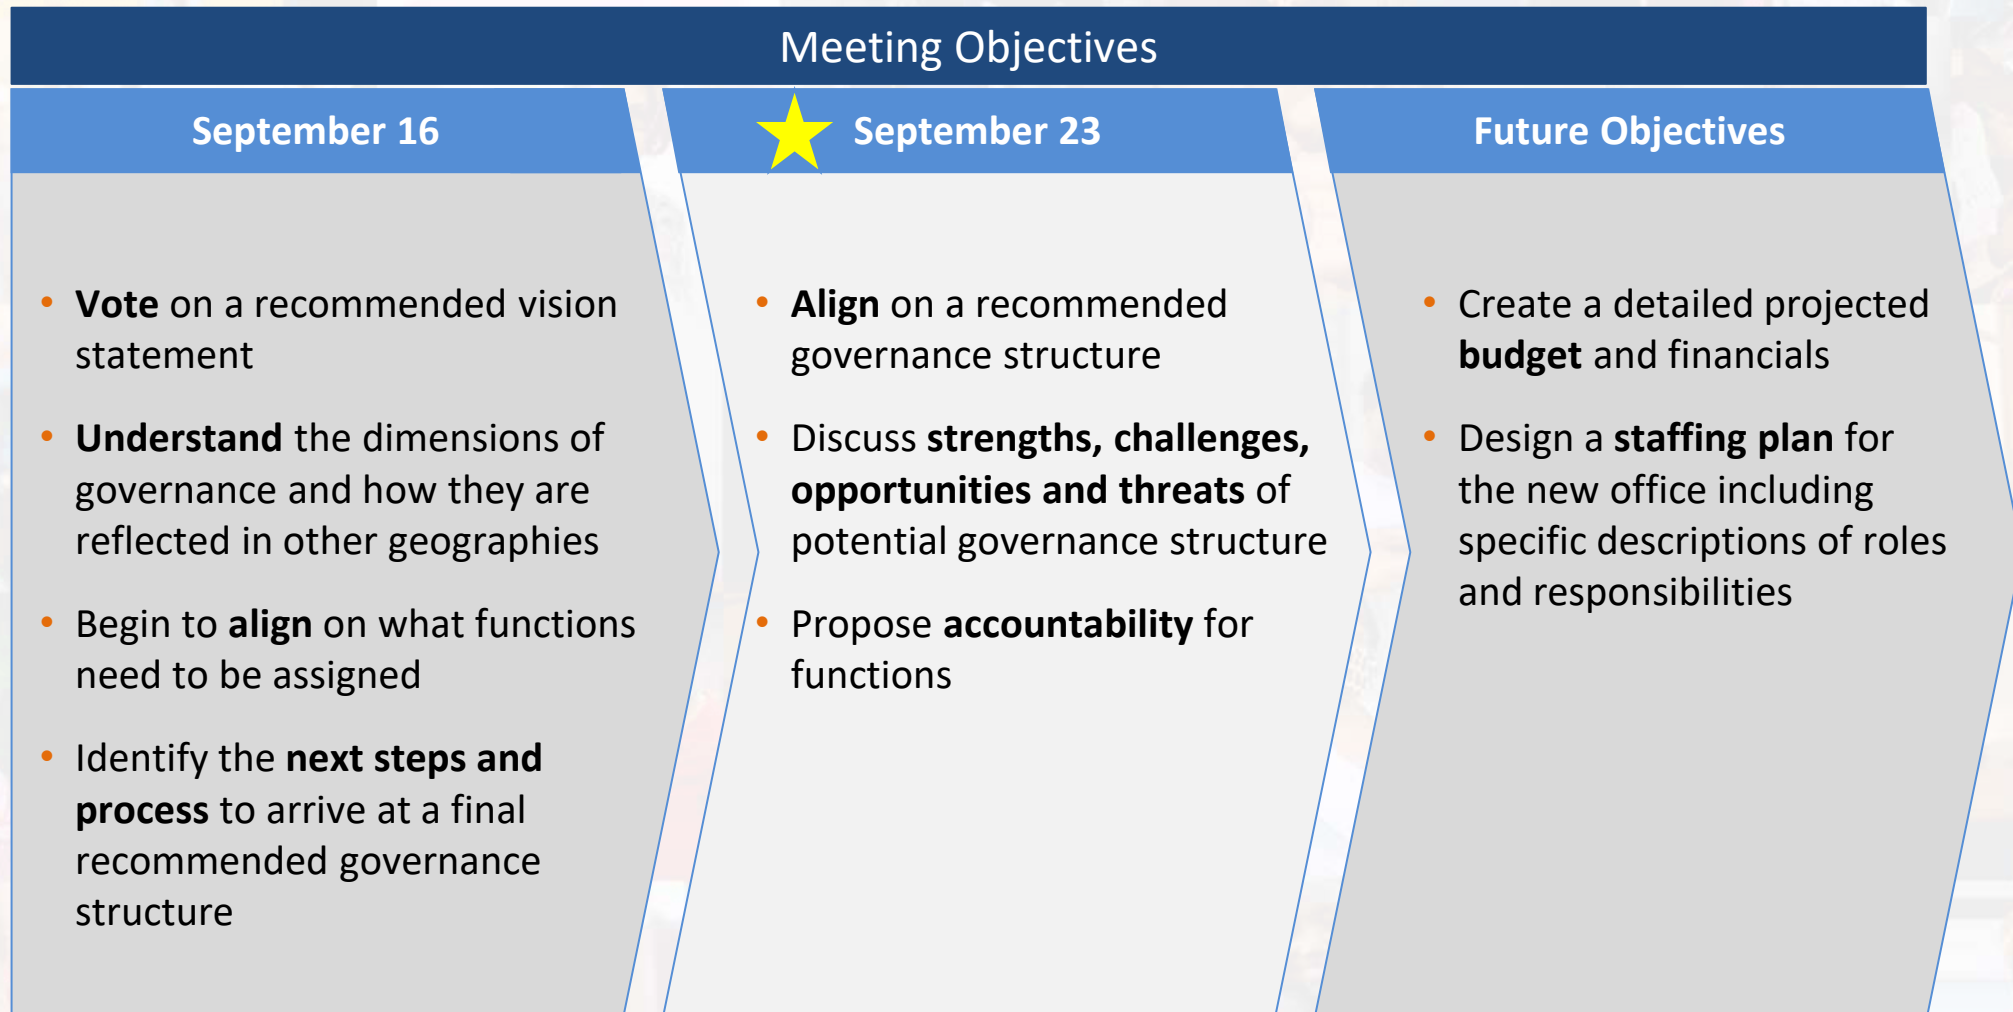 Meeting Objectives
September 16
• Vote on a recommended vision
statement
• Understand the dimensions of
governance and how they are
reflected in other geographies
• Begin to align on what functions
need to be assigned
• Identify the next steps and
process to arrive at a final
recommended governance
structure
September 23
• Align on a recommended
governance structure
• Discuss strengths, challenges,
opportunities and threats of
potential governance structure
• Propose accountability for
functions
Future Objectives
• Create a detailed projected
budget and financials
• Design a staffing plan for
the new office including
specific descriptions of roles
and responsibilities